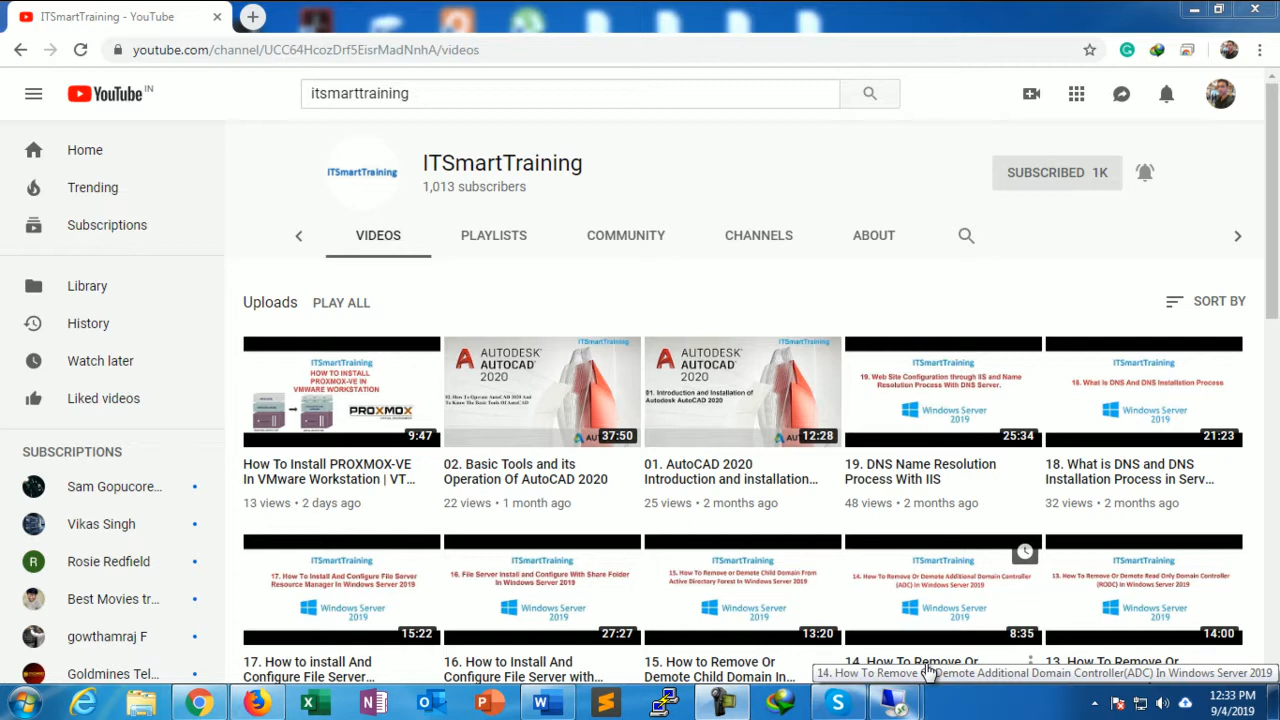 ITSmartTraining - YouTube
youtube.com/channel/UCC64HcozDrf5EisrMadNnhA/videos
YouTube IN
itsmarttraining
Home
Trending
Subscriptions
Library
History
Watch later
Liked videos
SUBSCRIPTIONS
Sam Gopucore...
Vikas Singh
Rosie Redfield
Best Movies tr...
gowthamraj F
Goldmines Tel...
ITSmartTraining
ITSmartTraining
1,013 subscribers
SUBSCRIBED 1K
VIDEOS PLAYLISTS COMMUNITY CHANNELS ABOUT
Uploads PLAY ALL
SORT BY
ITSmartTraining
HOW TO INSTALL
PROXMOX-VE IN
VMWARE WORKSTATION
PROXMOX
9:47
How To Install PROXMOX-VE
In VMware Workstation | VT...
13 views • 2 days ago
ITSmartTraining
AUTODESK
AUTOCAD
2020
02. How To Operate AutoCAD 2020 And
To Know The Basic Tools Of AutoCAD
37:50
02. Basic Tools and its
Operation Of AutoCAD 2020
22 views • 1 month ago
ITSmartTraining
AUTODESK
AUTOCAD
2020
01. Introduction and Installation of
Autodesk AutoCAD 2020
12:28
01. AutoCAD 2020
Introduction and installation...
25 views • 2 months ago
ITSmartTraining
19. Web Site Configuration through IIS and Name
Resolution Process With DNS Server.
Windows Server
2019
25:34
19. DNS Name Resolution
Process With IIS
48 views • 2 months ago
ITSmartTraining
18. What is DNS And DNS Installation Process
Windows Server
2019
21:23
18. What is DNS and DNS
Installation Process in Serv...
32 views • 2 months ago
ITSmartTraining
17. How To Install And Configure File Server
Resource Manager In Windows Server 2019
Windows Server
2019
15:22
17. How to install And
Configure File Server...
ITSmartTraining
16. File Server Install and Configure With Share Folder
In Windows Server 2019
Windows Server
2019
27:27
16. How to Install And
Configure File Server with...
ITSmartTraining
15. How to Remove or Demote Child Domain From
Active Directory Forest In Windows Server 2019
Windows Server
2019
13:20
15. How to Remove Or
Demote Child Domain In...
ITSmartTraining
14. How To Remove Or Demote Additional Domain Controller
(ADC) In Windows Server 2019
Windows Server
2019
8:35
14. How To Remove Or
ITSmartTraining
13. How To Remove Or Demote Read Only Domain Controller
(RODC) In Windows Server 2019
Windows Server
2019
14:00
13. How To Remove Or
14. How To Remove Demote Additional Domain Controller(ADC) In Windows Server 2019
12:33 PM
9/4/2019